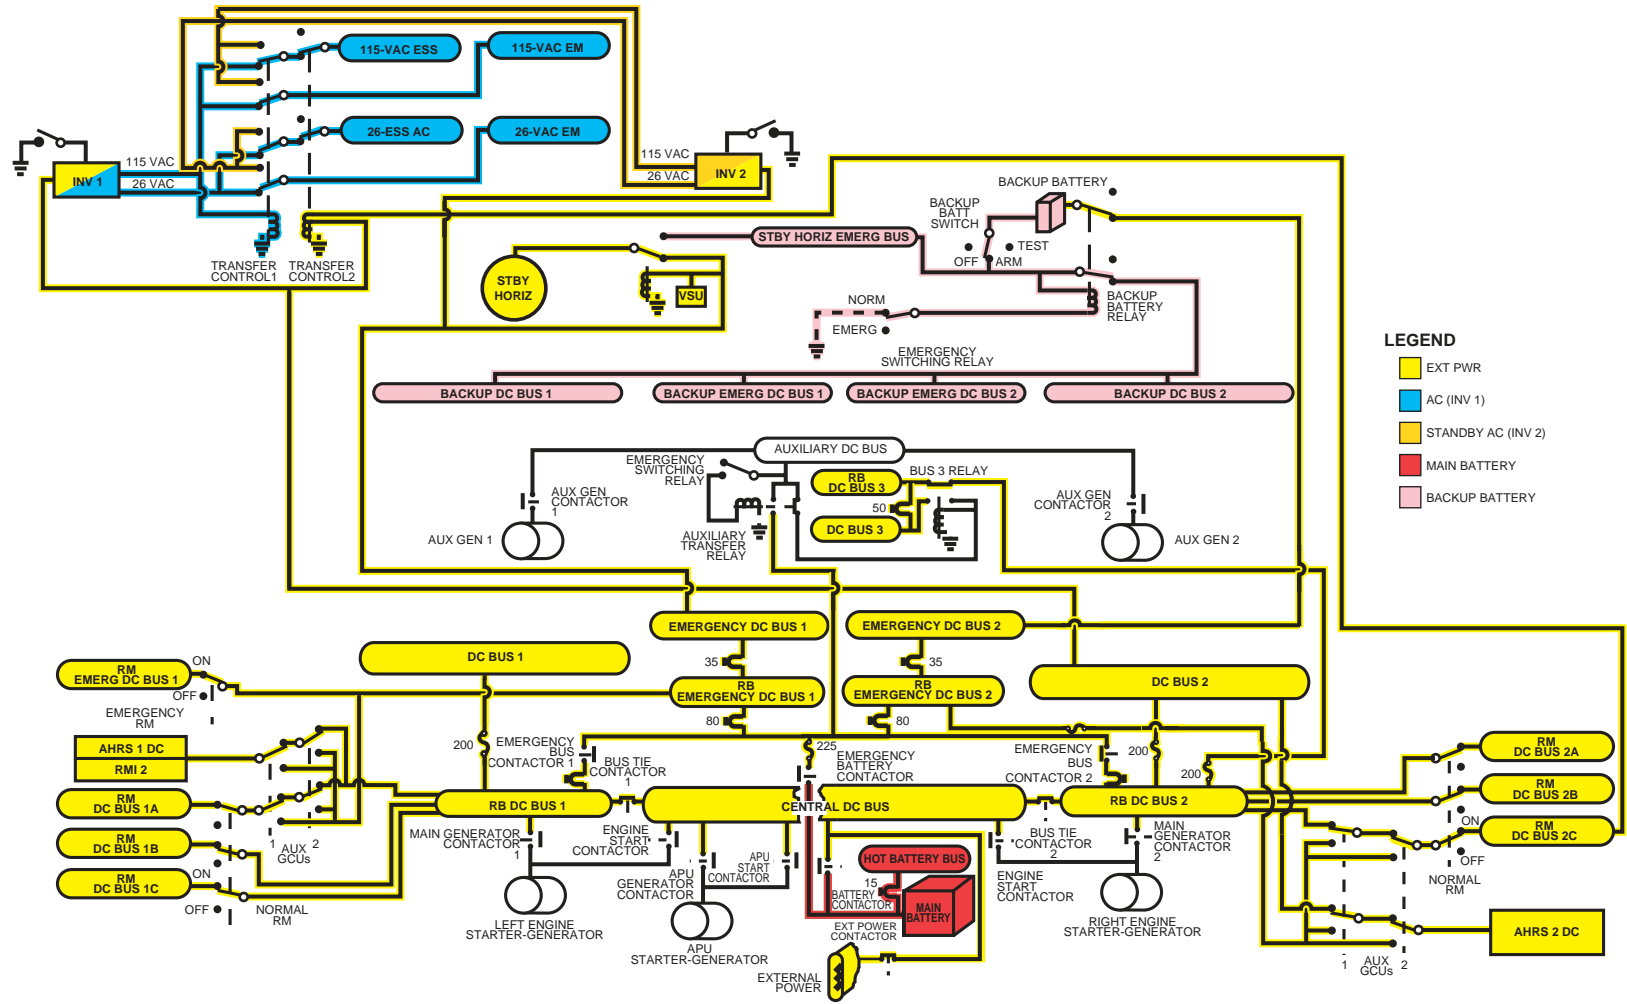 115-VAC ESS
115-VAC EM
26-ESS AC
26-VAC EM
115 VAC
INV 1
26 VAC
115 VAC
INV 2
26 VAC
TRANSFER
CONTROL1
TRANSFER
CONTROL2
BACKUP BATTERY
BACKUP
BATT
SWITCH
TEST
OFF
ARM
STBY HORIZ EMERG BUS
STBY
HORIZ
VSU
NORM
EMERG
BACKUP
BATTERY
RELAY
EMERGENCY
SWITCHING RELAY
BACKUP DC BUS 1
BACKUP EMERG DC BUS 1
BACKUP EMERG DC BUS 2
BACKUP DC BUS 2
LEGEND
EXT PWR
AC (INV 1)
STANDBY AC (INV 2)
MAIN BATTERY
BACKUP BATTERY
AUXILIARY DC BUS
EMERGENCY
SWITCHING
RELAY
RB
DC BUS 3
BUS 3 RELAY
50
DC BUS 3
AUX GEN
CONTACTOR
1
AUX GEN 1
AUXILIARY
TRANSFER
RELAY
AUX GEN
CONTACTOR
2
AUX GEN 2
EMERGENCY DC BUS 1
EMERGENCY DC BUS 2
35
35
RB
EMERGENCY DC BUS 1
RB
EMERGENCY DC BUS 2
80
80
DC BUS 1
DC BUS 2
RM
EMERG DC BUS 1
ON
OFF
EMERGENCY
RM
AHRS 1 DC
RMI 2
RM
DC BUS 1A
RM
DC BUS 1B
RM
DC BUS 1C
ON
OFF
NORMAL
RM
1
2
AUX
GCUs
200
EMERGENCY
BUS
CONTACTOR 1
BUS TIE
CONTACTOR
1
225
EMERGENCY
BATTERY
CONTACTOR
EMERGENCY
BUS
CONTACTOR 2
200
200
RB DC BUS 1
CENTRAL DC BUS
RB DC BUS 2
MAIN GENERATOR
CONTACTOR
1
ENGINE
START
CONTACTOR
APU
GENERATOR
CONTACTOR
APU
START
CONTACTOR
LEFT ENGINE
STARTER-GENERATOR
APU
STARTER-GENERATOR
HOT BATTERY BUS
15
BATTERY
CONTACTOR
MAIN
BATTERY
EXT POWER
CONTACTOR
EXTERNAL
POWER
BUS TIE
CONTACTOR
2
ENGINE
START
CONTACTOR
MAIN
GENERATOR
CONTACTOR
2
RIGHT ENGINE
STARTER-GENERATOR
RM
DC BUS 2A
RM
DC BUS 2B
RM
DC BUS 2C
ON
OFF
NORMAL
RM
1
2
AUX
GCUs
AHRS 2 DC